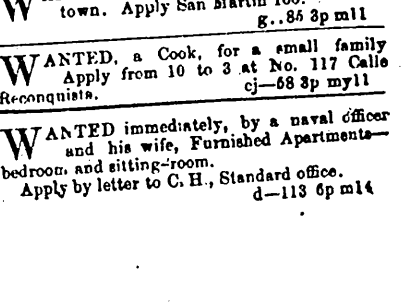 town. Apply San Martin
g..85 3p m11
WANTED, a Cook, for a small family
Apply from 10 to 3 at No. 117 Calle
Reconquista.
cj—68 3p my11
WANTED immediately, by a naval officer
and his wife, Furnished Apartments—
bedroom and sitting-room.
Apply by letter to C. H., Standard office.
d—113 6p m14